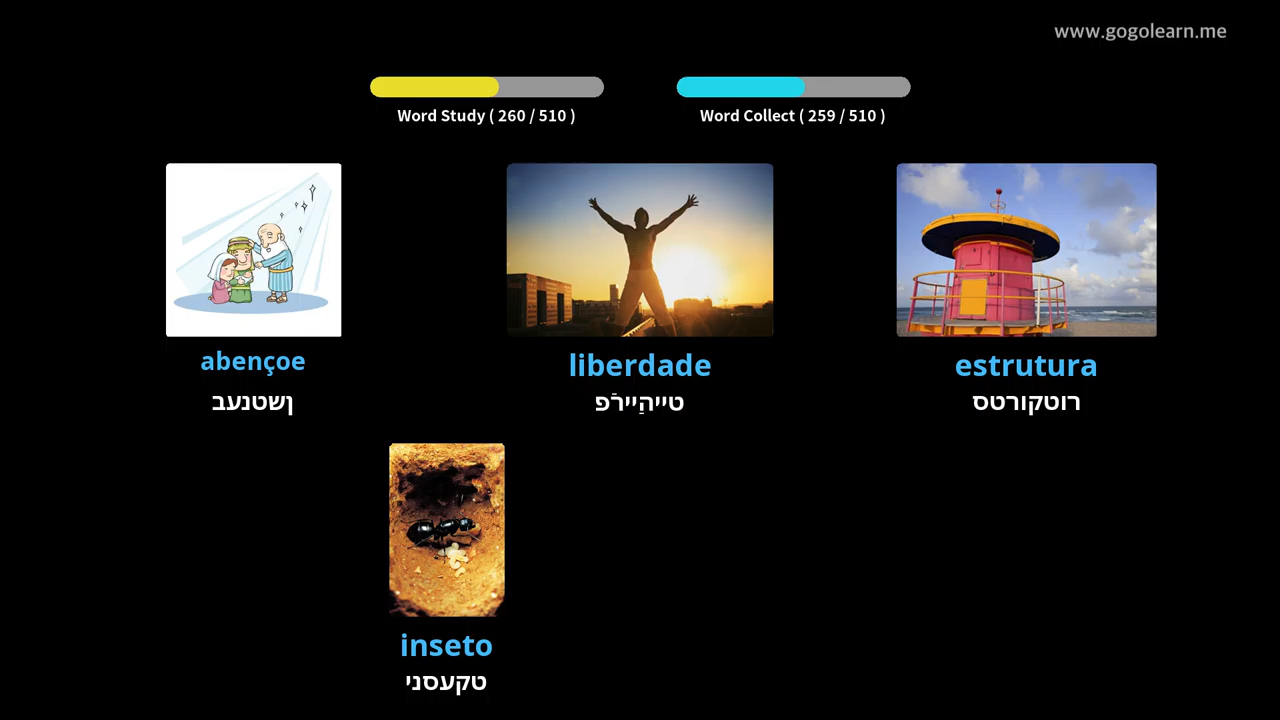 www.gogolearn.me
Word Study ( 260 / 510 )
Word Collect ( 259 / 510 )
abençoe
ןשטנעב
liberdade
טייהַיירֿפ
estrutura
רוטקורטס
inseto
טקעסני